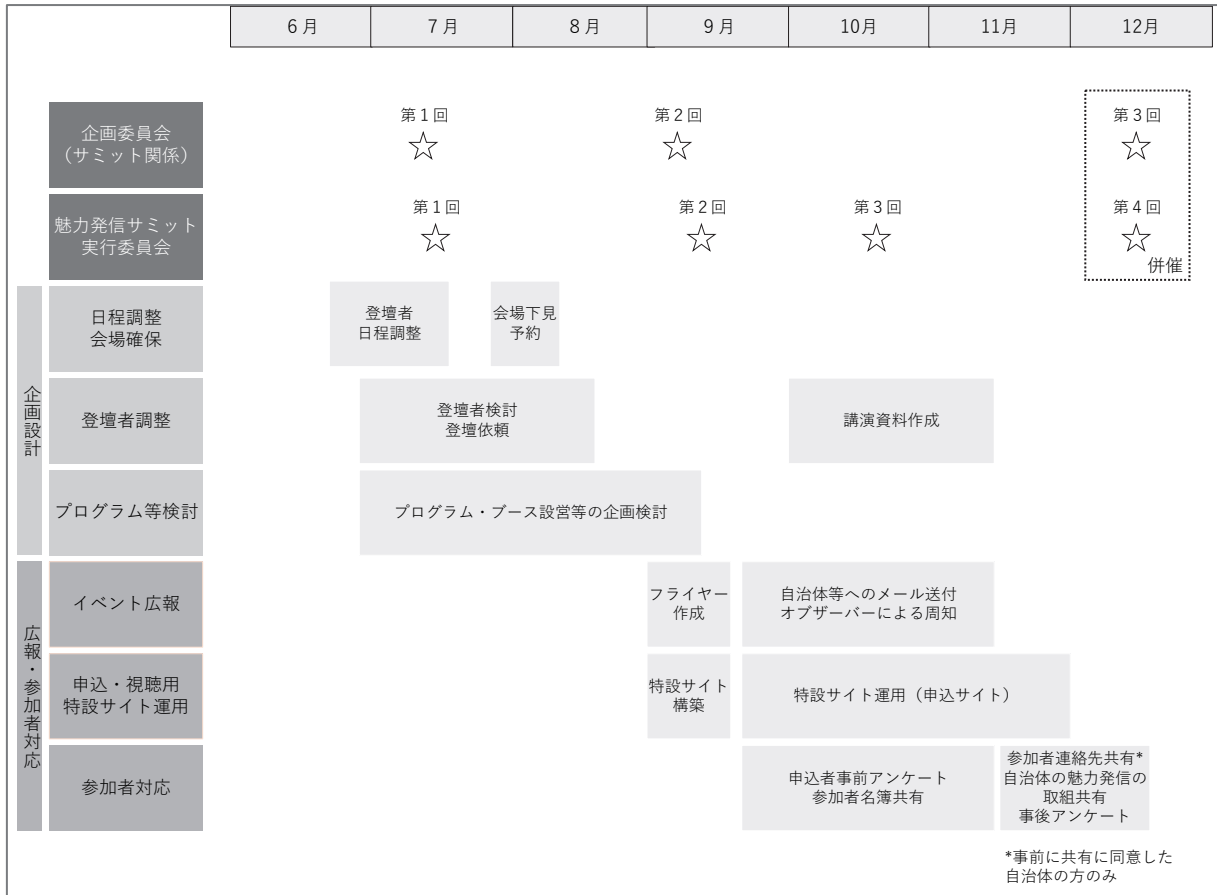 6月 7月 8月 9月 10月 11月 12月
企画委員会
（サミット関係）
第1回
☆
第2回
☆
第3回
☆
魅力発信サミット
実行委員会
第1回
☆
第2回
☆
第3回
☆
第4回
☆
併催
企画設計
日程調整
会場確保
登壇者
日程調整
会場下見
予約
登壇者調整
登壇者検討
登壇依頼
講演資料作成
プログラム等検討
プログラム・ブース設営等の企画検討
広報・参加者対応
イベント広報
フライヤー
作成
自治体等へのメール送付
オブザーバーによる周知
申込・視聴用
特設サイト運用
特設サイト
構築
特設サイト運用（申込サイト）
参加者対応
申込者事前アンケート
参加者名簿共有
参加者連絡先共有*
自治体の魅力発信の
取組共有
事後アンケート
*事前に共有に同意した
自治体の方のみ